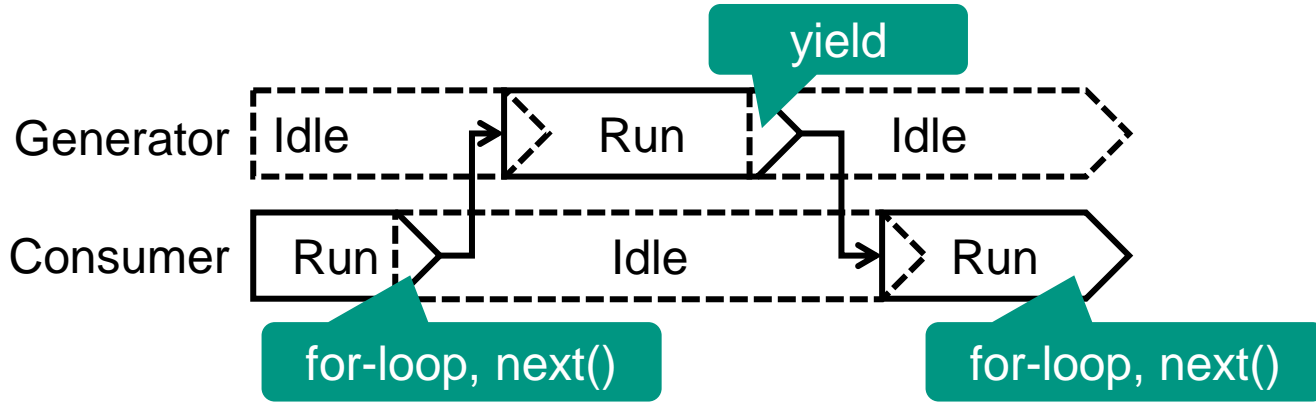 yield
Generator Idle Run Idle
Consumer Run Idle Run
for-loop, next() for-loop, next()